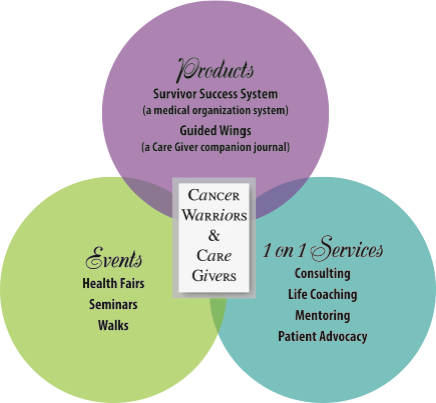 Products
Survivor Success System
(a medical organization system)
Guided Wings
(a Care Giver companion journal)
Cancer
Warriors
&
Care
Givers
Events
Health Fairs
Seminars
Walks
1 on 1 Services
Consulting
Life Coaching
Mentoring
Patient Advocacy